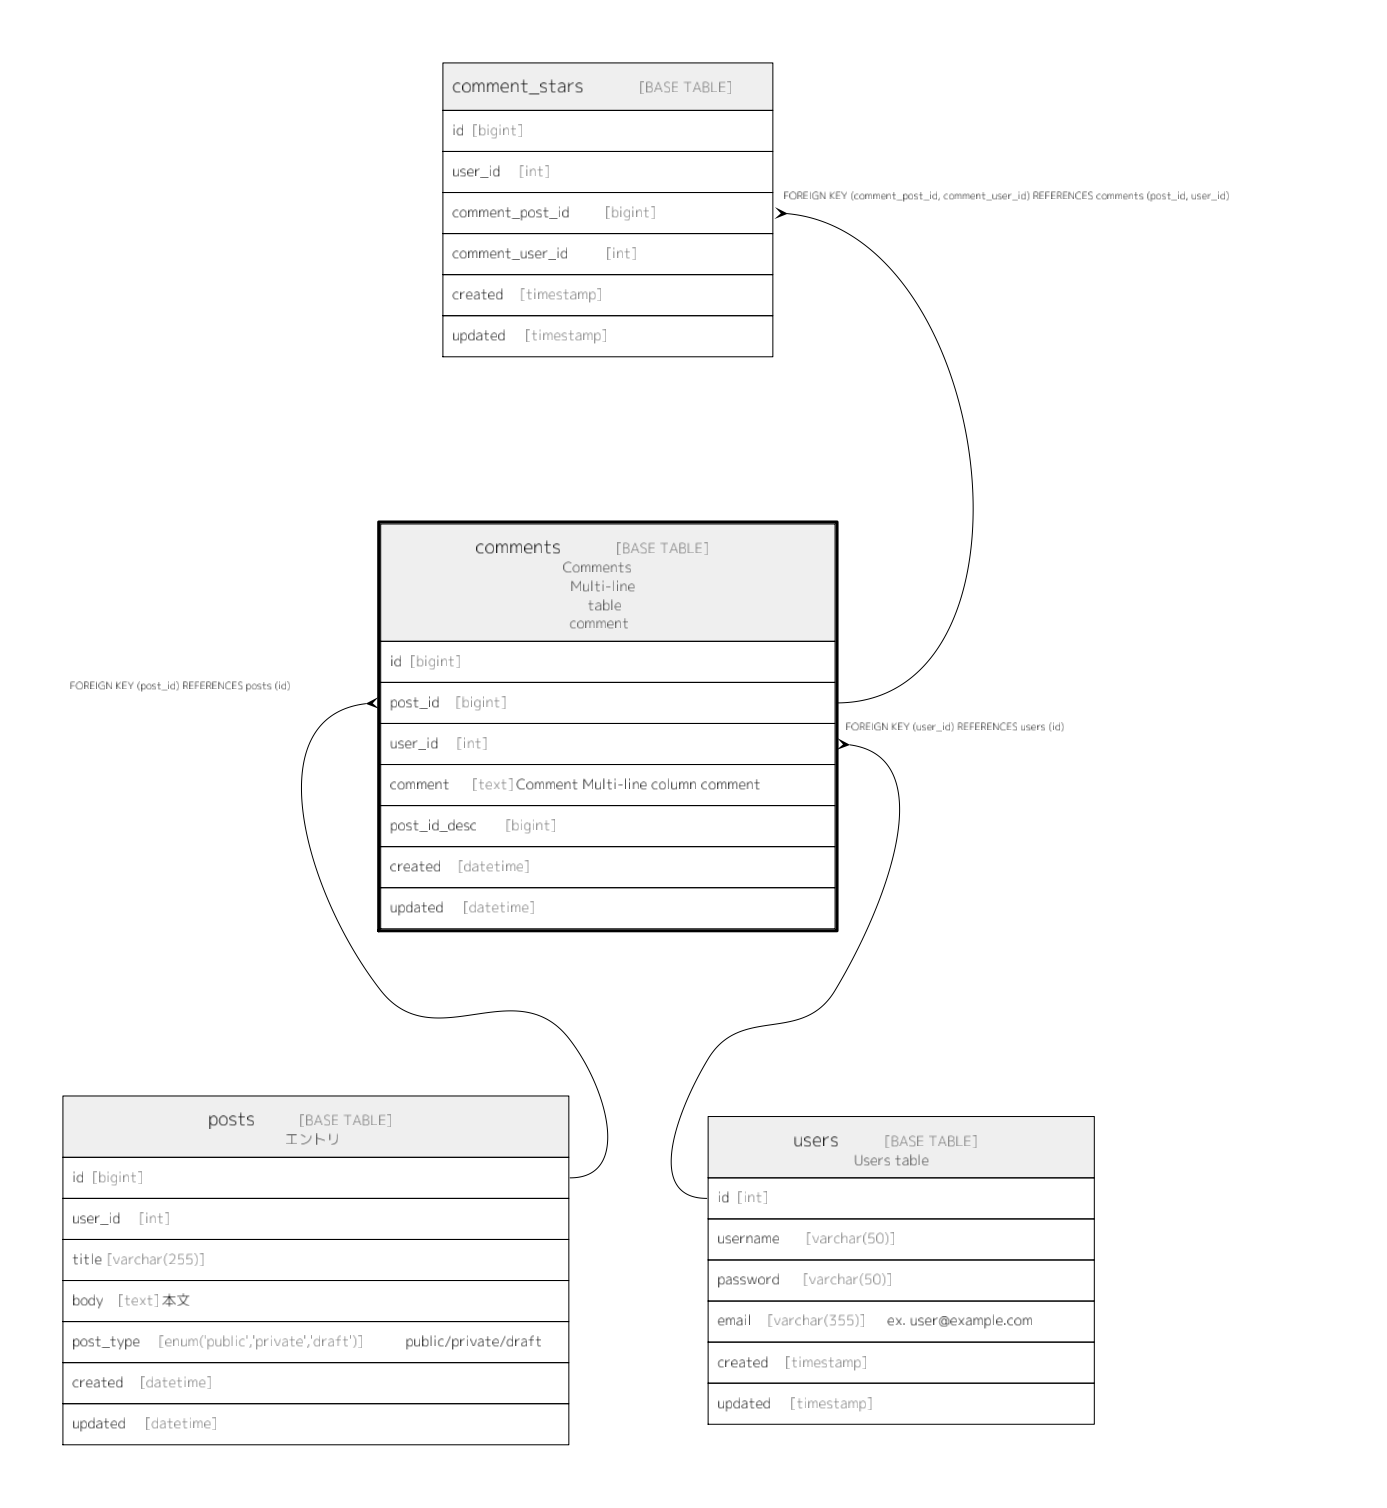 comment_stars [BASE TABLE]
id [bigint]
user_id [int]
comment_post_id [bigint]
comment_user_id [int]
created [timestamp]
updated [timestamp]
FOREIGN KEY (comment_post_id, comment_user_id) REFERENCES comments (post_id, user_id)
comments [BASE TABLE]
Comments
Multi-line
table
comment
id [bigint]
post_id [bigint]
user_id [int]
comment [text] Comment Multi-line column comment
post_id_desc [bigint]
created [datetime]
updated [datetime]
FOREIGN KEY (post_id) REFERENCES posts (id)
FOREIGN KEY (user_id) REFERENCES users (id)
posts [BASE TABLE]
エントリ
id [bigint]
user_id [int]
title [varchar(255)]
body [text] 本文
post_type [enum('public','private','draft')] public/private/draft
created [datetime]
updated [datetime]
users [BASE TABLE]
Users table
id [int]
username [varchar(50)]
password [varchar(50)]
email [varchar(355)] ex. user@example.com
created [timestamp]
updated [timestamp]